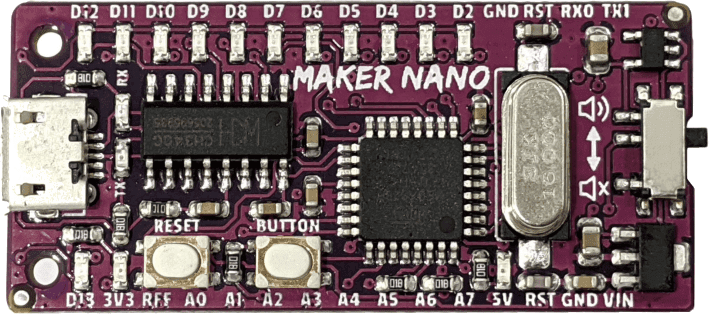 D12 D11 D10 D9 D8 D7 D6 D5 D4 D3 D2 GND RST RX0 TX1
RX
MAKER NANO
WCH
CH340C
TX
RESET BUTTON
D13 3V3 REF A0 A1 A2 A3 A4 A5 A6 A7 5V RST GND VIN